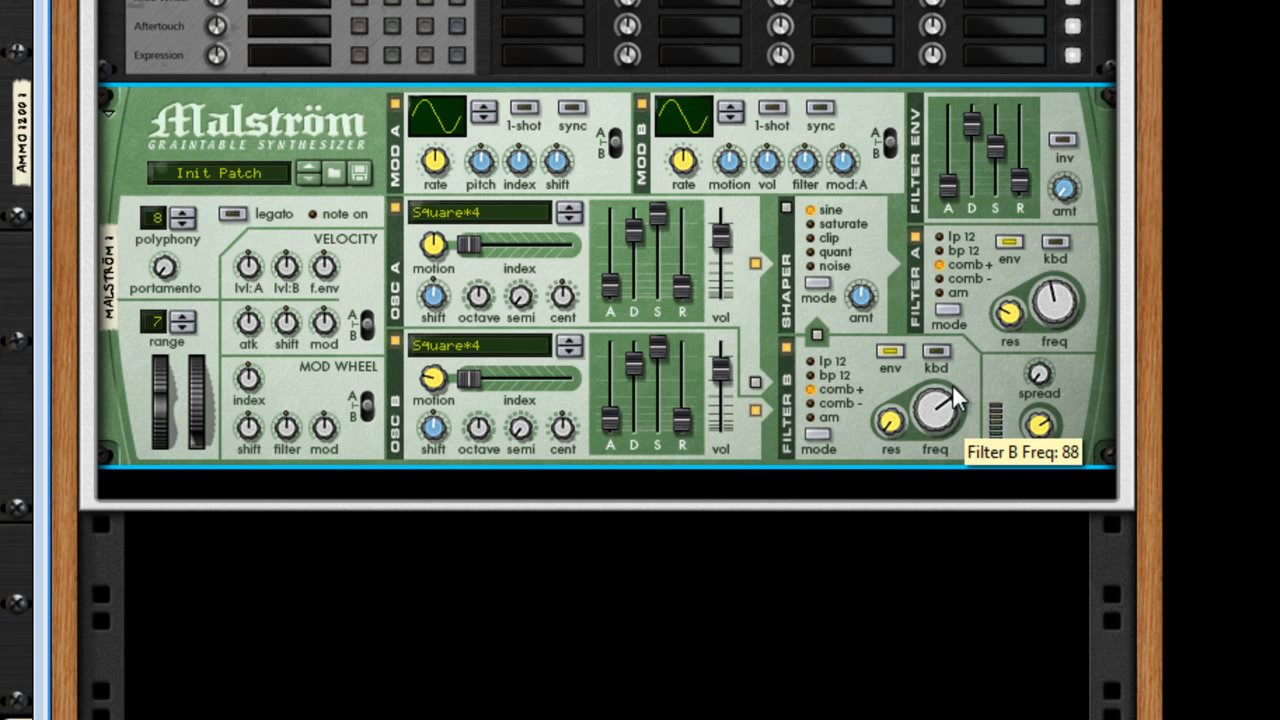 Aftertouch
Expression
AMMO 1200 1
MALSTRÖM 1
Malström
GRAINTABLE SYNTHESIZER
Init Patch
8
polyphony
legato
note on
portamento
VELOCITY
lvl:A lvl:B f.env
7
range
atk shift mod
A
B
MOD WHEEL
index
A
B
shift filter mod
MOD A
1-shot sync
A
B
rate pitch index shift
MOD B
1-shot sync
A
B
rate motion vol filter mod:A
FILTER ENV
A D S R
inv
amt
OSC A
Square*4
motion index
shift octave semi cent
A D S R
vol
OSC B
Square*4
motion index
shift octave semi cent
A D S R
vol
SHAPER
sine
saturate
clip
quant
noise
mode
amt
FILTER A
lp 12
bp 12
comb +
comb -
am
mode
env kbd
res freq
FILTER B
lp 12
bp 12
comb +
comb -
am
mode
env kbd
res freq
spread
Filter B Freq: 88